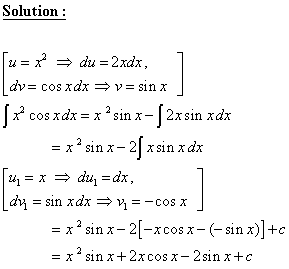 Solution :
u = x² ⇒ du = 2xdx,
dv = cos xdx ⇒ v = sin x
∫ x² cos xdx = x² sin x − ∫ 2x sin xdx
= x² sin x − 2∫ x sin xdx
u₁ = x ⇒ du₁ = dx,
dv₁ = sin xdx ⇒ v₁ = −cos x
= x² sin x − 2[−x cos x − (−sin x)] + c
= x² sin x + 2x cos x − 2sin x + c